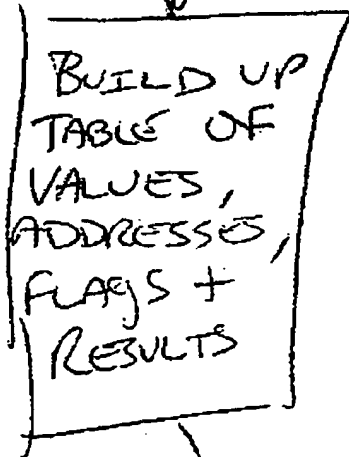 BUILD UP
TABLE OF
VALUES,
ADDRESSES,
FLAGS +
RESULTS